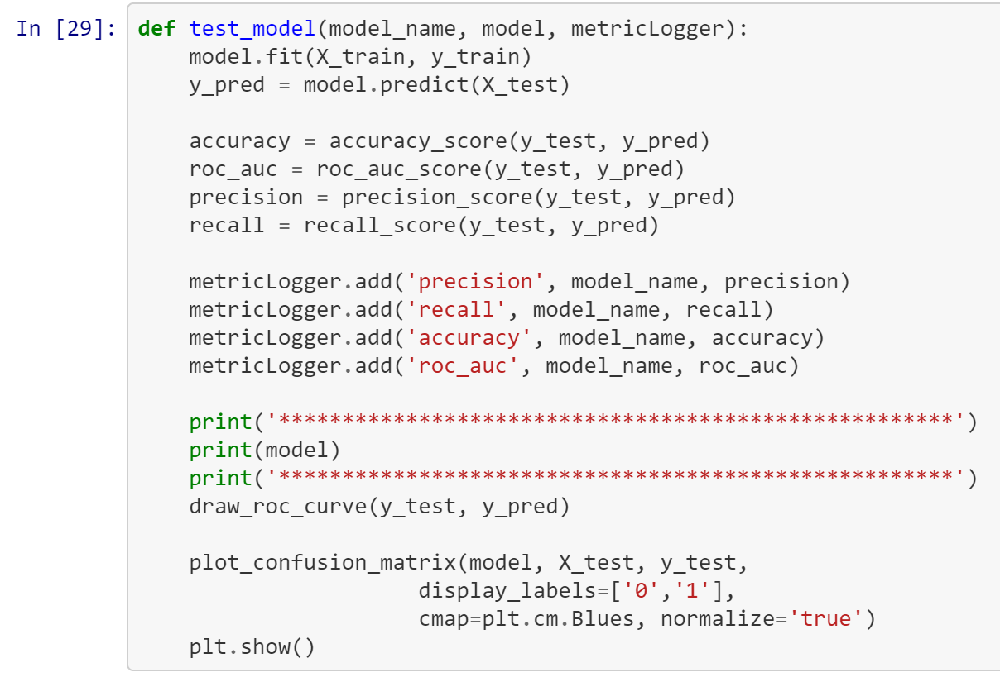 In [29]: def test_model(model_name, model, metricLogger):
    model.fit(X_train, y_train)
    y_pred = model.predict(X_test)

    accuracy = accuracy_score(y_test, y_pred)
    roc_auc = roc_auc_score(y_test, y_pred)
    precision = precision_score(y_test, y_pred)
    recall = recall_score(y_test, y_pred)

    metricLogger.add('precision', model_name, precision)
    metricLogger.add('recall', model_name, recall)
    metricLogger.add('accuracy', model_name, accuracy)
    metricLogger.add('roc_auc', model_name, roc_auc)

    print('*****************************************************')
    print(model)
    print('*****************************************************')
    draw_roc_curve(y_test, y_pred)

    plot_confusion_matrix(model, X_test, y_test,
                      display_labels=['0','1'],
                      cmap=plt.cm.Blues, normalize='true')
    plt.show()